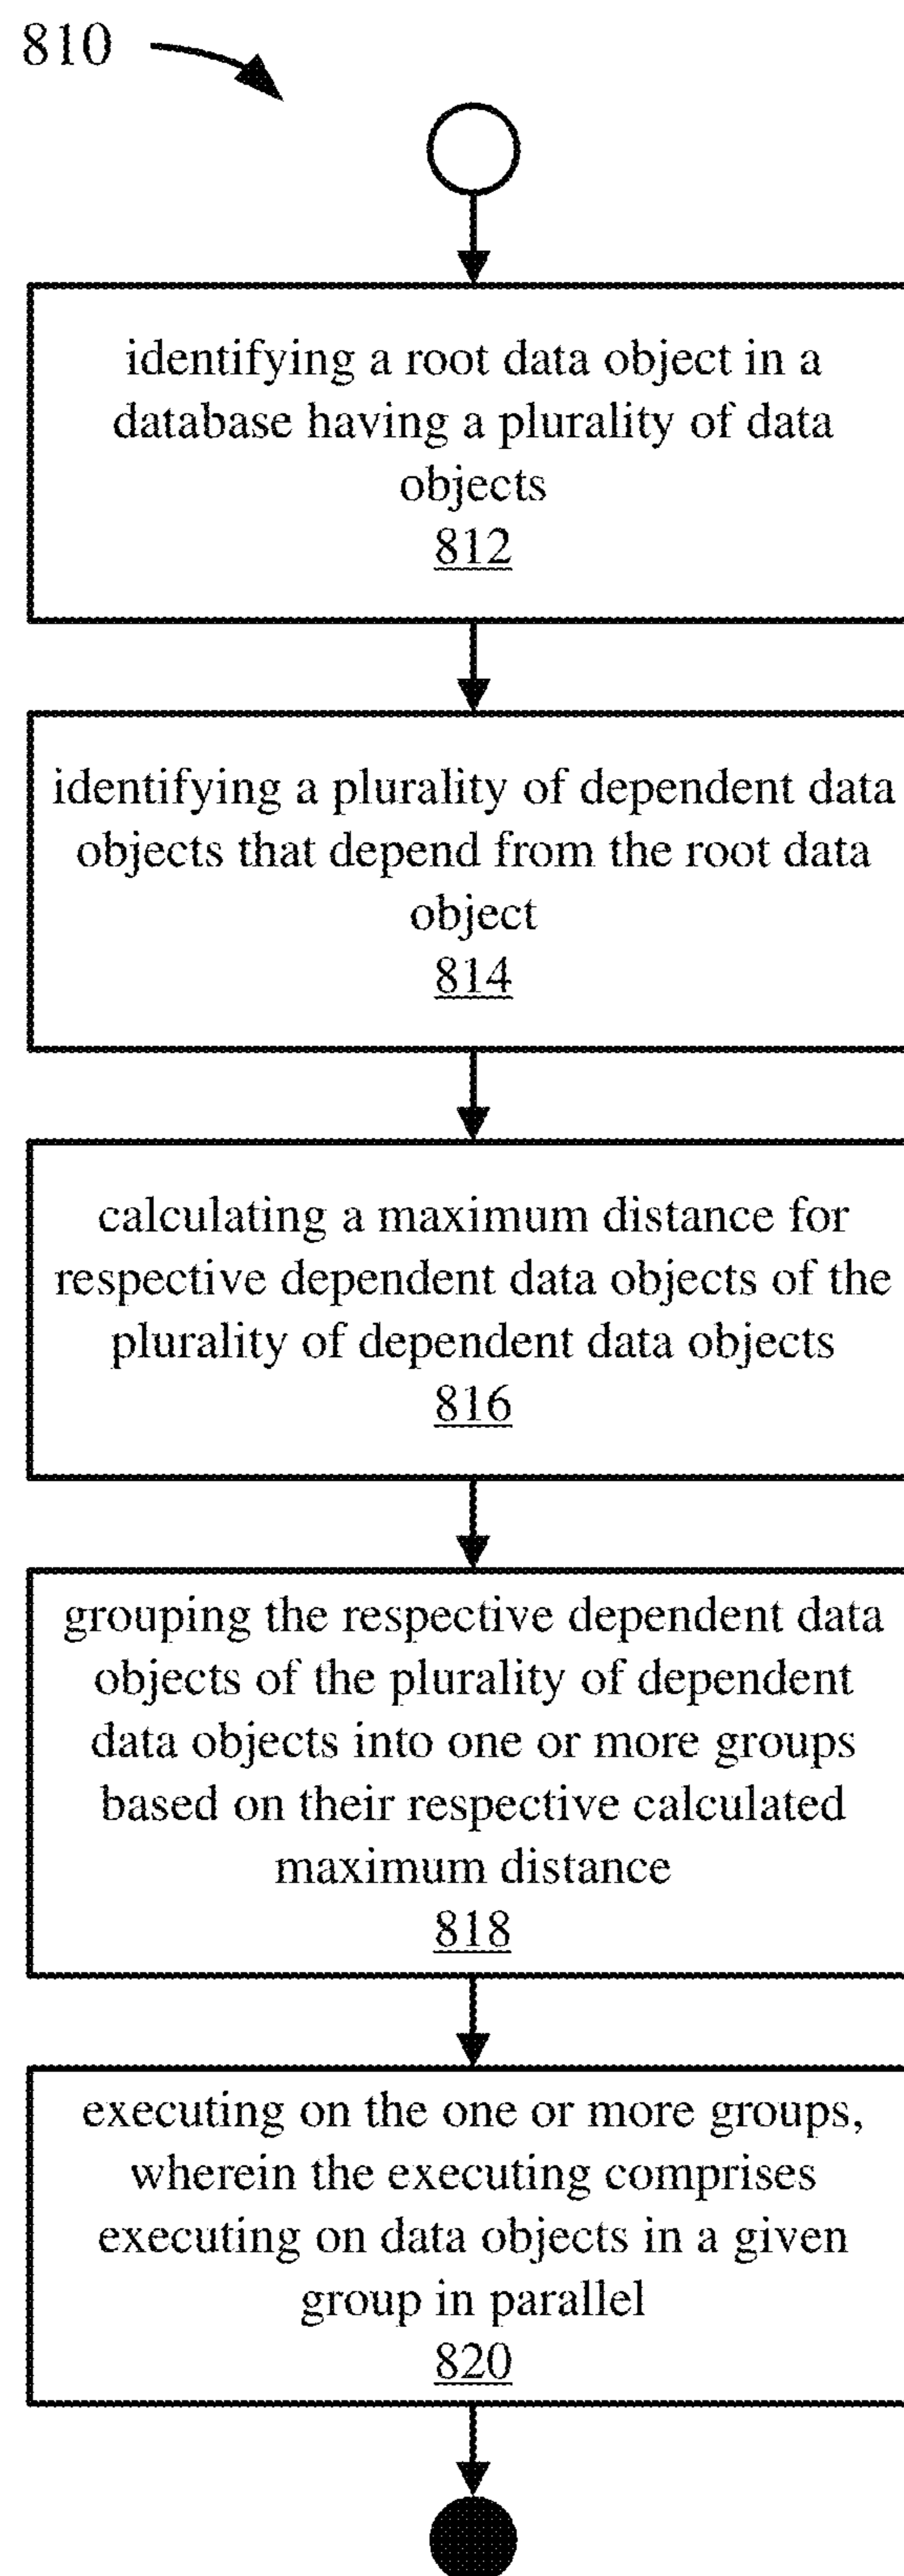 810
identifying a root data object in a
database having a plurality of data
objects
812
identifying a plurality of dependent data
objects that depend from the root data
object
814
calculating a maximum distance for
respective dependent data objects of the
plurality of dependent data objects
816
grouping the respective dependent data
objects of the plurality of dependent
data objects into one or more groups
based on their respective calculated
maximum distance
818
executing on the one or more groups,
wherein the executing comprises
executing on data objects in a given
group in parallel
820